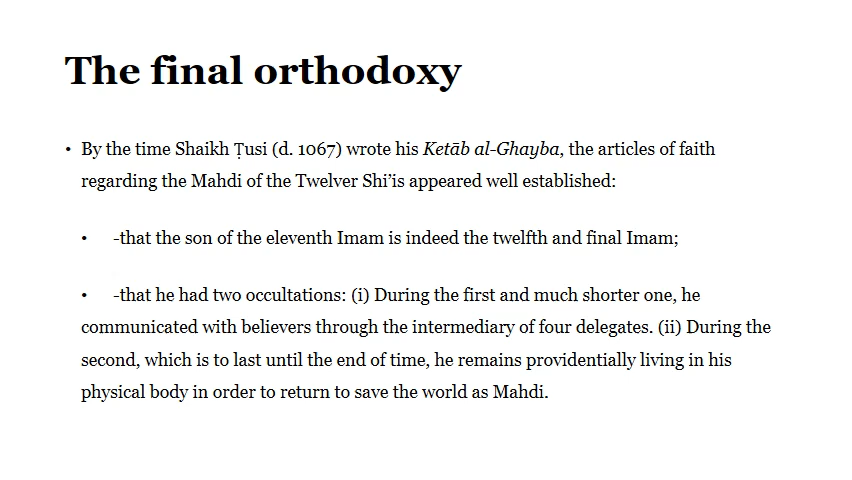 The final orthodoxy
• By the time Shaikh Ṭusi (d. 1067) wrote his Ketāb al-Ghayba, the articles of faith
regarding the Mahdi of the Twelver Shi’is appeared well established:
• -that the son of the eleventh Imam is indeed the twelfth and final Imam;
• -that he had two occultations: (i) During the first and much shorter one, he
communicated with believers through the intermediary of four delegates. (ii) During the
second, which is to last until the end of time, he remains providentially living in his
physical body in order to return to save the world as Mahdi.